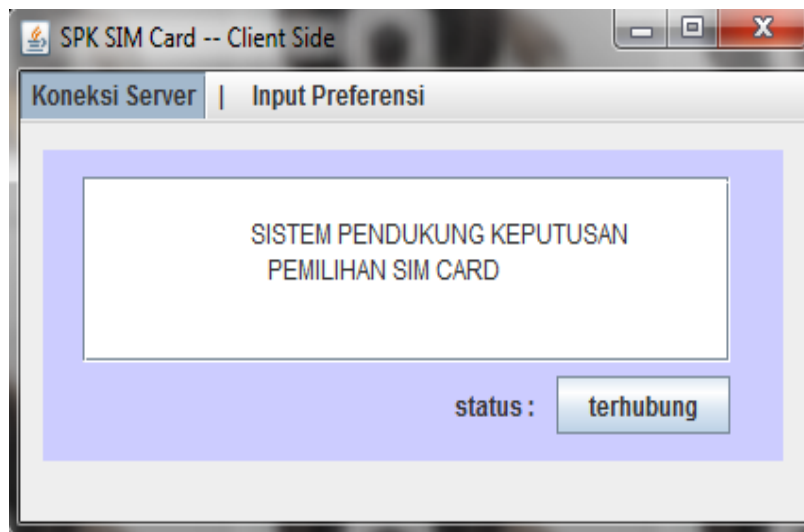 SPK SIM Card -- Client Side
Koneksi Server | Input Preferensi
SISTEM PENDUKUNG KEPUTUSAN
PEMILIHAN SIM CARD
status : terhubung